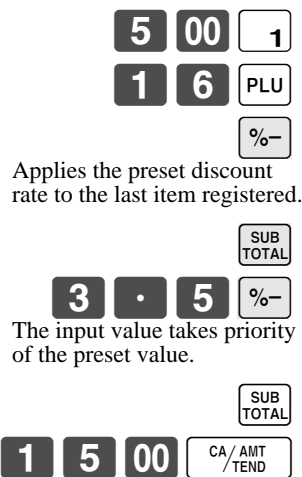 5 00 1
1 6 PLU
%−
Applies the preset discount
rate to the last item registered.
SUB
TOTAL
3 · 5 %−
The input value takes priority
of the preset value.
SUB
TOTAL
1 5 00 CA/AMT
TEND